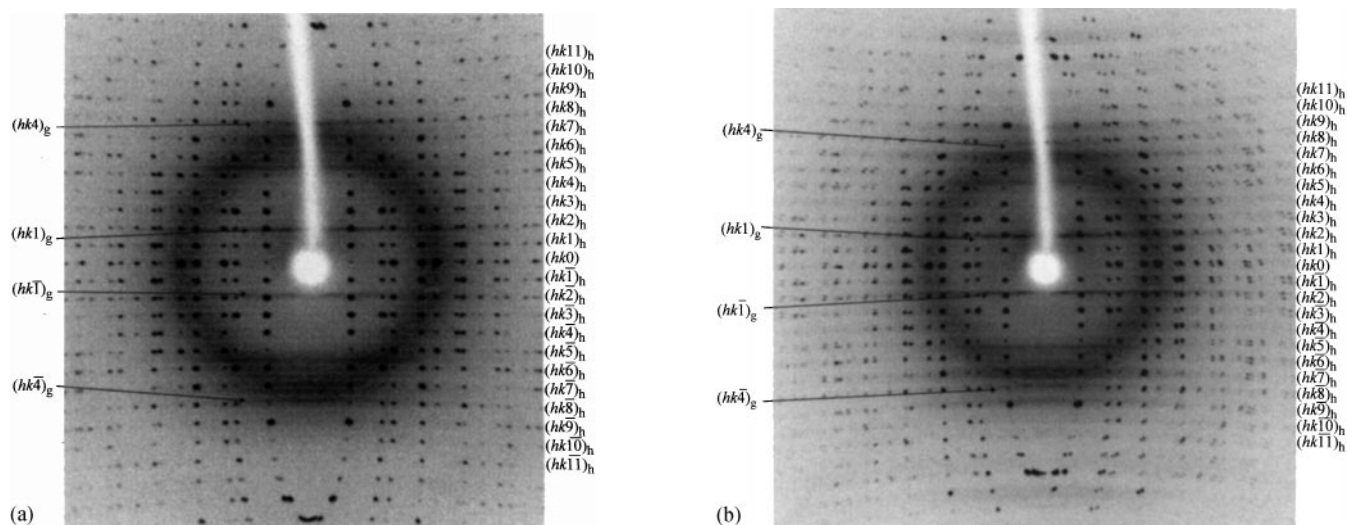 (hk4)g
(hk1)g
(hk1̄)g
(hk4̄)g
(hk11)h
(hk10)h
(hk9)h
(hk8)h
(hk7)h
(hk6)h
(hk5)h
(hk4)h
(hk3)h
(hk2)h
(hk1)h
(hk0)
(hk1̄)h
(hk2̄)h
(hk3̄)h
(hk4̄)h
(hk5̄)h
(hk6̄)h
(hk7̄)h
(hk8̄)h
(hk9̄)h
(hk1̄0̄)h
(hk1̄1̄)h
(a)
(hk4)g
(hk1)g
(hk1̄)g
(hk4̄)g
(hk11)h
(hk10)h
(hk9)h
(hk8)h
(hk7)h
(hk6)h
(hk5)h
(hk4)h
(hk3)h
(hk2)h
(hk1)h
(hk0)
(hk1̄)h
(hk2̄)h
(hk3̄)h
(hk4̄)h
(hk5̄)h
(hk6̄)h
(hk7̄)h
(hk8̄)h
(hk9̄)h
(hk1̄0̄)h
(hk1̄1̄)h
(b)